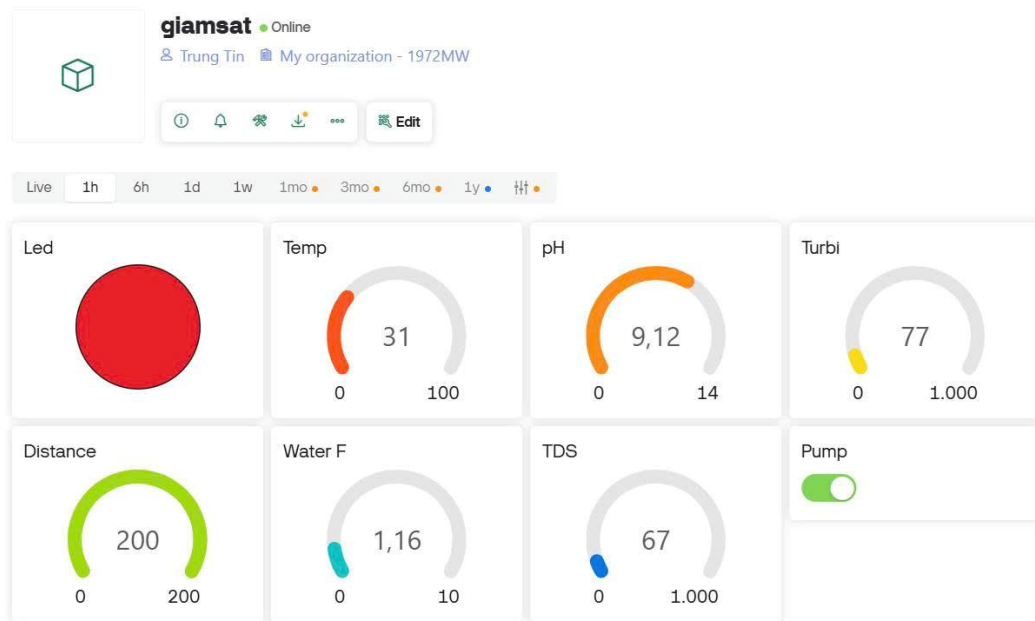 giamsat Online
Trung Tin My organization - 1972MW
Edit
Live 1h 6h 1d 1w 1mo 3mo 6mo 1y
Led
Temp
31
0 100
pH
9,12
0 14
Turbi
77
0 1.000
Distance
200
0 200
Water F
1,16
0 10
TDS
67
0 1.000
Pump